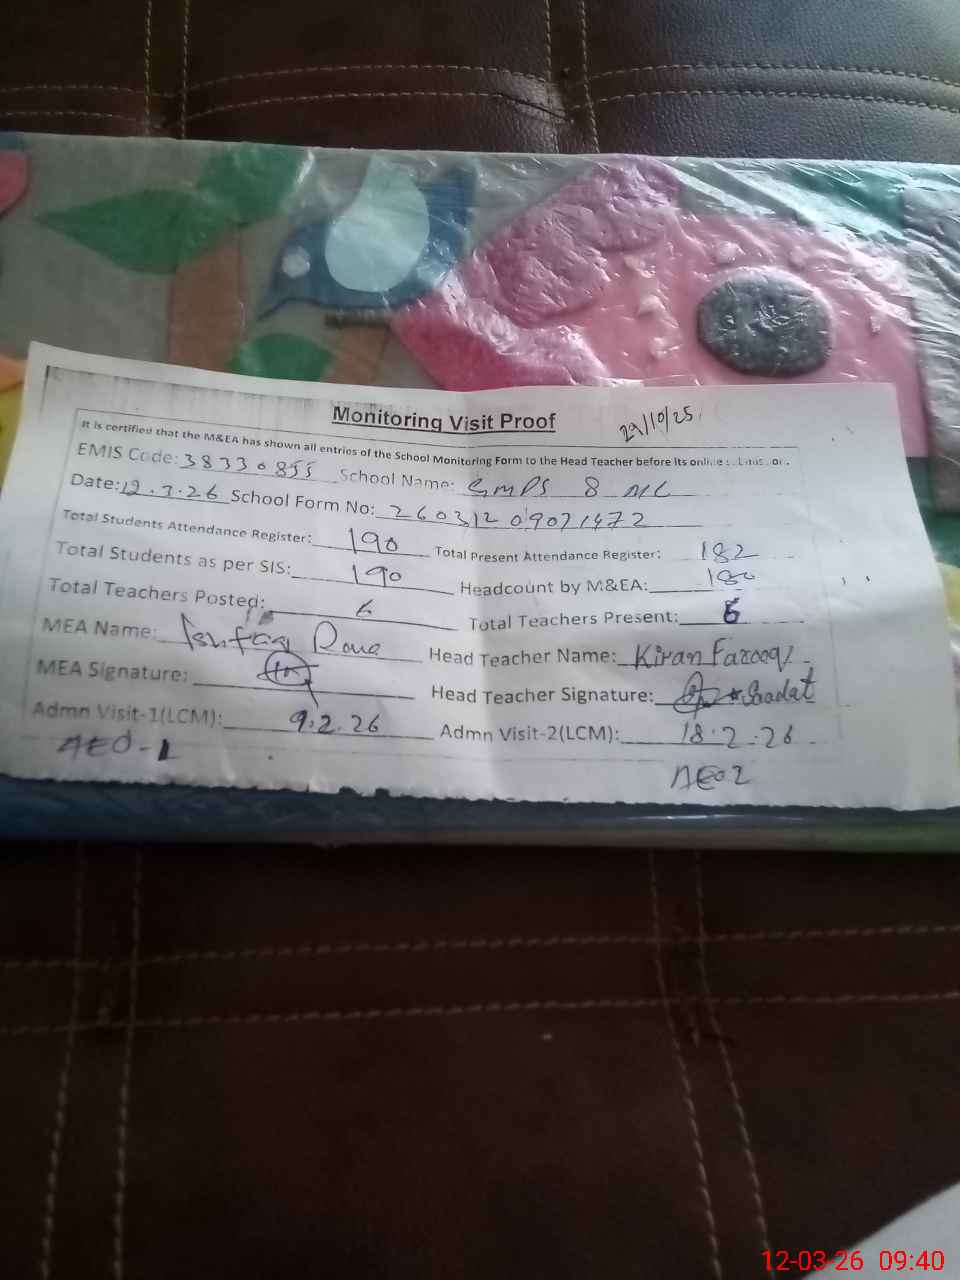 Monitoring Visit Proof
29/10/25
It is certified that the M&EA has shown all entries of the School Monitoring Form to the Head Teacher before its online
EMIS Code: 38330855 School Name: GMPS 8 ML
Date: 12.3.26 School Form No: 26031209071472
Total Students Attendance Register: 190 Total Present Attendance Register: 182
Total Students as per SIS: 190 Headcount by M&EA: 180
Total Teachers Posted: 6 Total Teachers Present: 6
MEA Name: Ishfaq Rana Head Teacher Name: Kiran Farooq
MEA Signature: Head Teacher Signature: Saadat
Admn Visit-1(LCM): 9.2.26 Admn Visit-2(LCM): 18.2.26
AEO-1 AEO-2
12-03-26 09:40